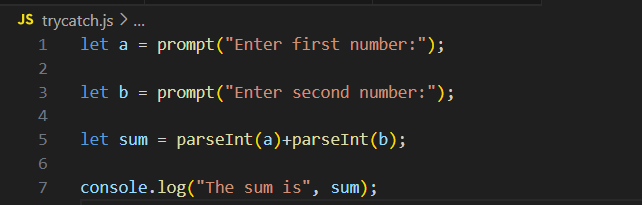 JS trycatch.js > ...
1 let a = prompt("Enter first number:");
2
3 let b = prompt("Enter second number:");
4
5 let sum = parseInt(a)+parseInt(b);
6
7 console.log("The sum is", sum);